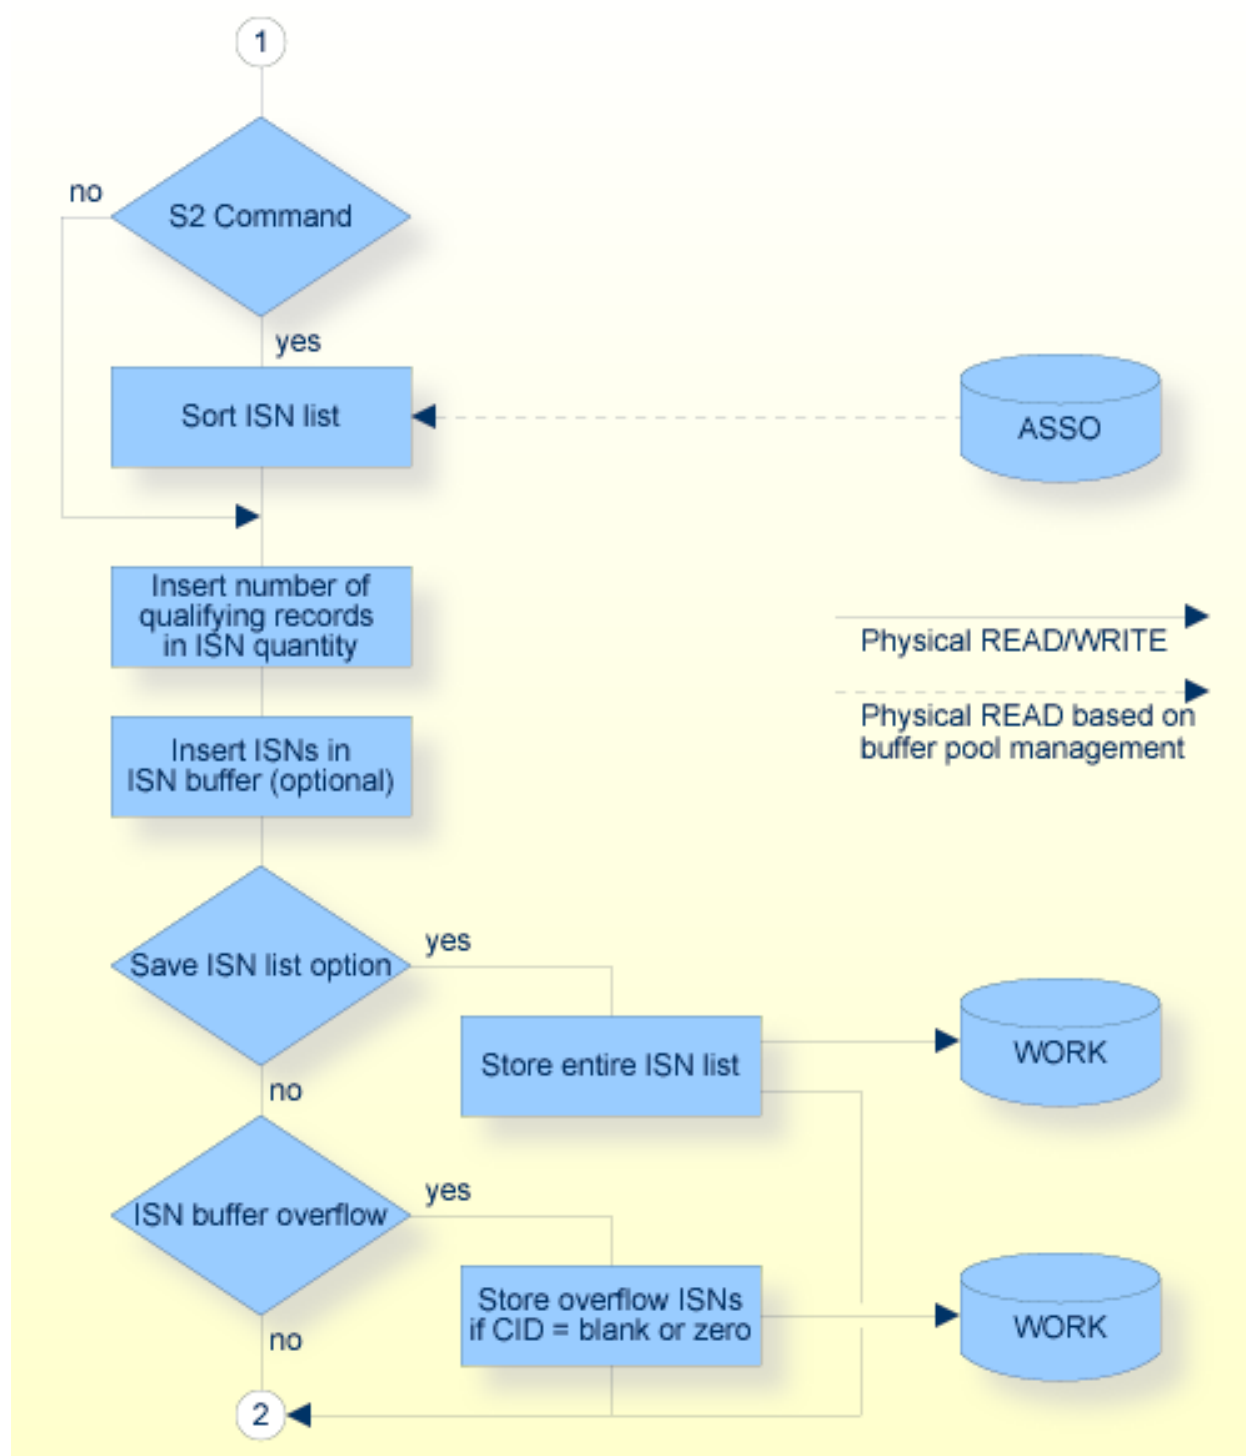 1
no
S2 Command
yes
Sort ISN list
ASSO
Insert number of
qualifying records
in ISN quantity
Physical READ/WRITE
Physical READ based on
buffer pool management
Insert ISNs in
ISN buffer (optional)
yes
Save ISN list option
Store entire ISN list
WORK
no
yes
ISN buffer overflow
Store overflow ISNs
if CID = blank or zero
WORK
no
2